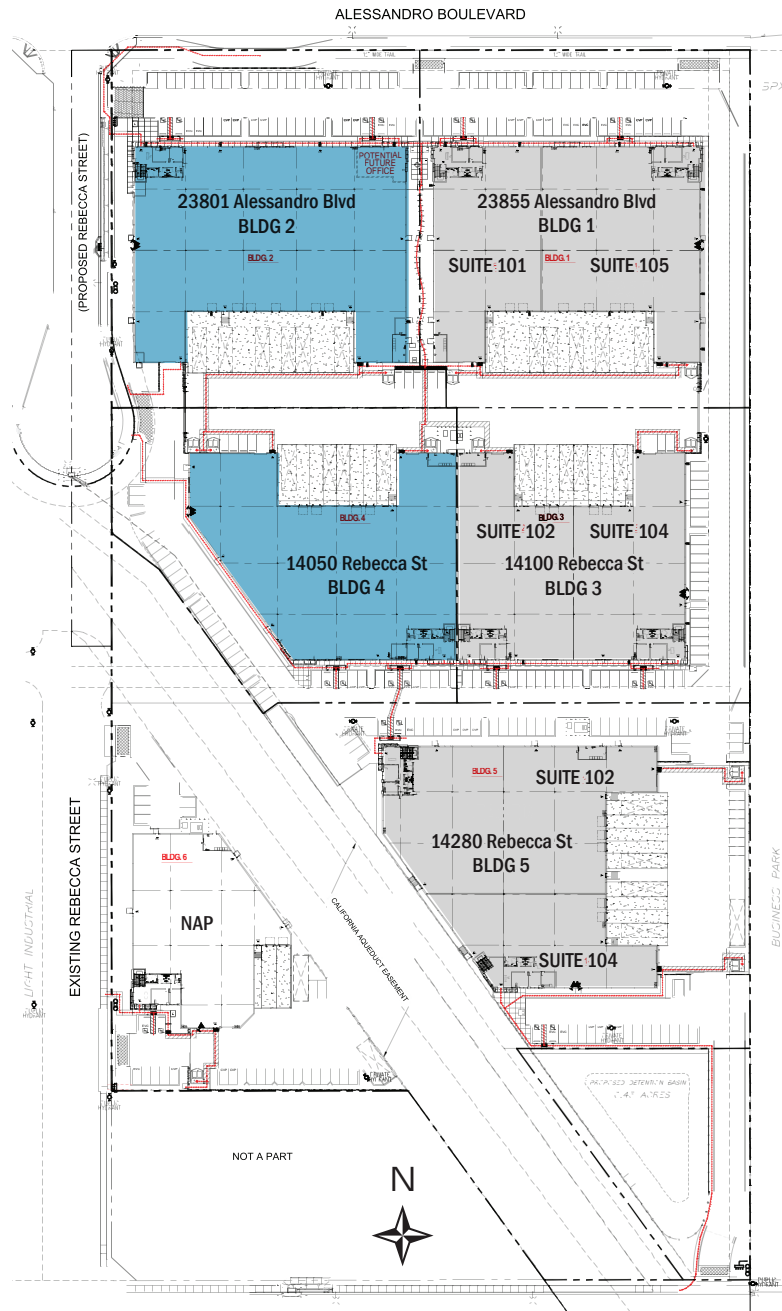 ALESSANDRO BOULEVARD
(PROPOSED REBECCA STREET)
POTENTIAL
FUTURE
OFFICE
23801 Alessandro Blvd
BLDG 2
BLDG. 2
23855 Alessandro Blvd
BLDG 1
BLDG. 1
SUITE 101
SUITE 105
BLDG. 4
14050 Rebecca St
BLDG 4
BLDG. 3
SUITE 102
SUITE 104
14100 Rebecca St
BLDG 3
BLDG. 5
SUITE 102
14280 Rebecca St
BLDG 5
SUITE 104
BLDG. 6
NAP
EXISTING REBECCA STREET
LIGHT INDUSTRIAL
BUSINESS PARK
CALIFORNIA AQUEDUCT EASEMENT
PROPOSED DETENTION BASIN
NOT A PART
N